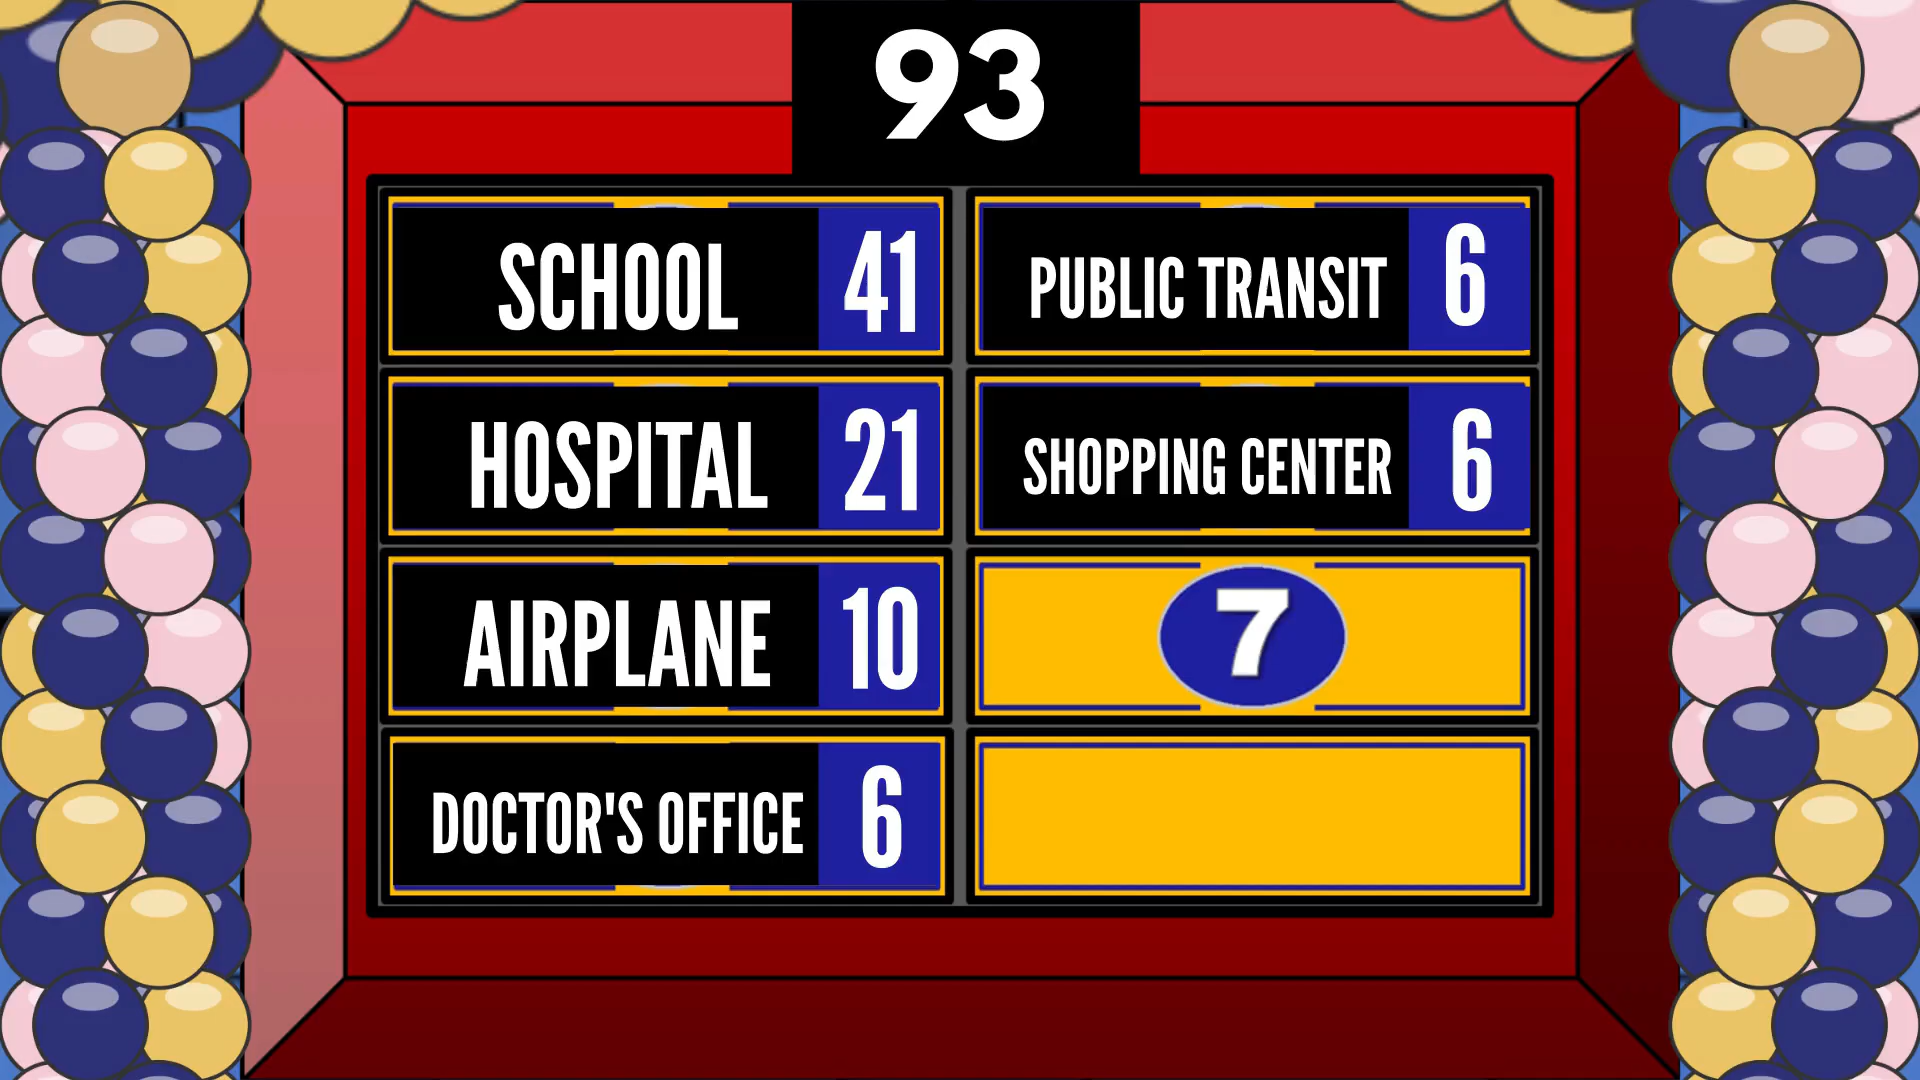 93
SCHOOL 41
HOSPITAL 21
AIRPLANE 10
DOCTOR'S OFFICE 6
PUBLIC TRANSIT 6
SHOPPING CENTER 6
7